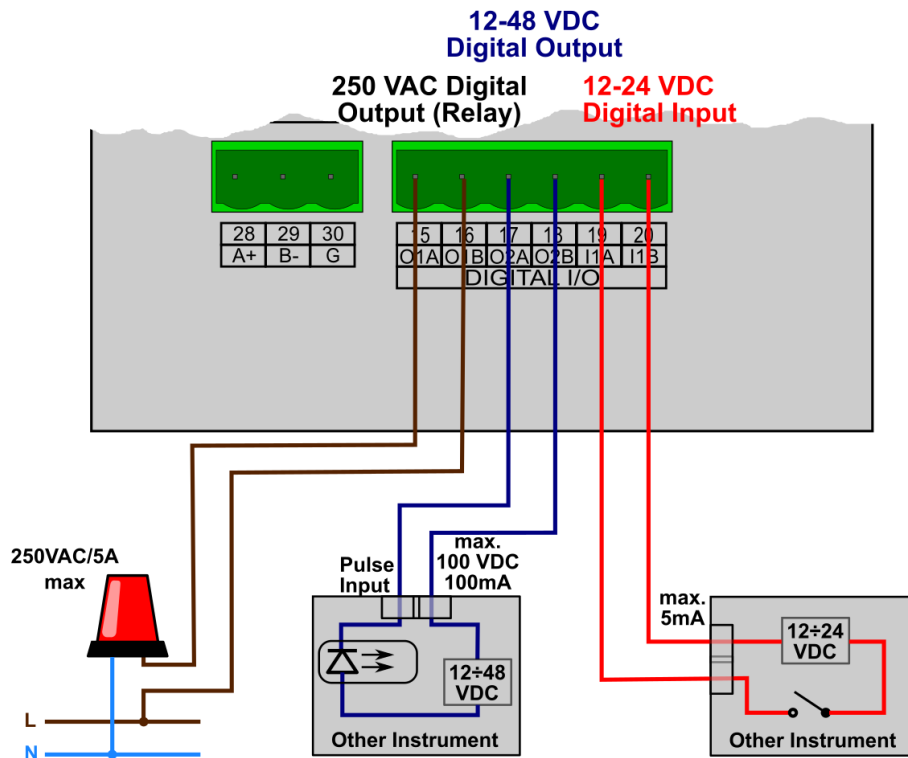 12-48 VDC
Digital Output
250 VAC Digital
Output (Relay)
12-24 VDC
Digital Input
28 29 30
A+ B- G
15 16 17 18 19 20
O1A O1B O2A O2B I1A I1B
DIGITAL I/O
250VAC/5A
max
Pulse
Input
max.
100 VDC
100mA
max.
5mA
12÷48
VDC
12÷24
VDC
Other Instrument
Other Instrument
L
N